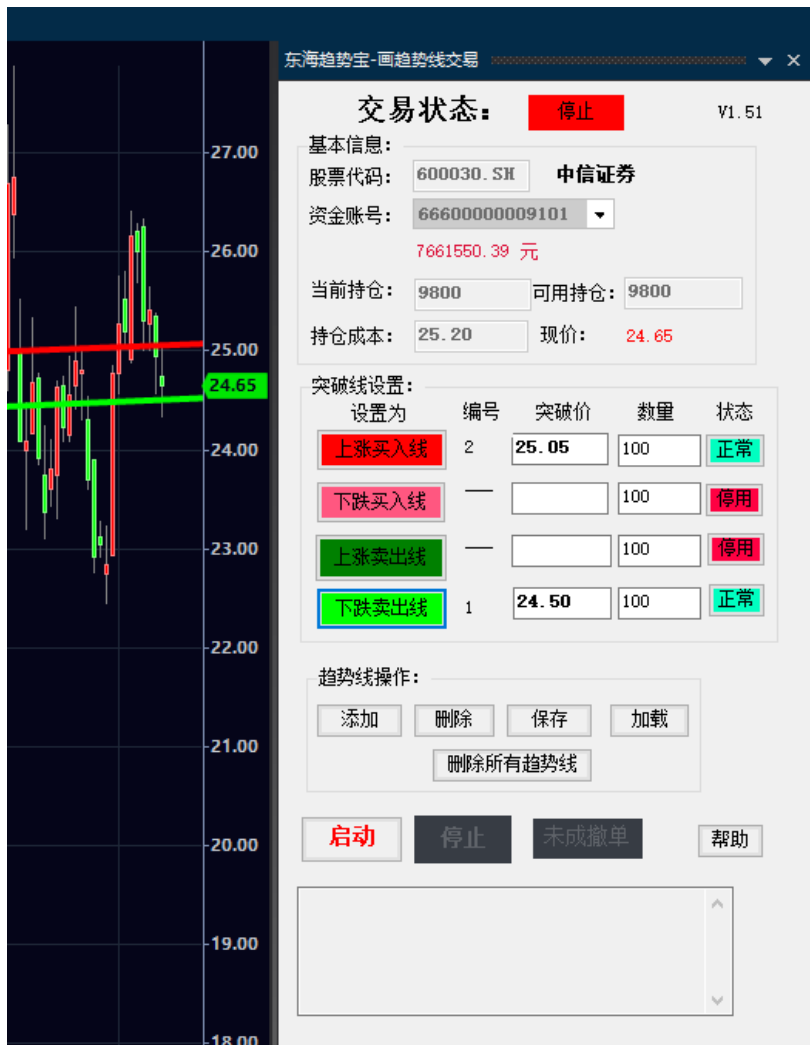 东海趋势宝-画趋势线交易
交易状态： 停止 V1.51
基本信息：
股票代码： 600030.SH 中信证券
资金账号： 66600000009101
7661550.39 元
当前持仓： 9800 可用持仓： 9800
持仓成本： 25.20 现价： 24.65
突破线设置：
设置为 编号 突破价 数量 状态
上涨买入线 2 25.05 100 正常
下跌买入线 — 100 停用
上涨卖出线 — 100 停用
下跌卖出线 1 24.50 100 正常
趋势线操作：
添加 删除 保存 加载
删除所有趋势线
启动 停止 未成撤单 帮助
27.00
26.00
25.00
24.65
24.00
23.00
22.00
21.00
20.00
19.00
18.00